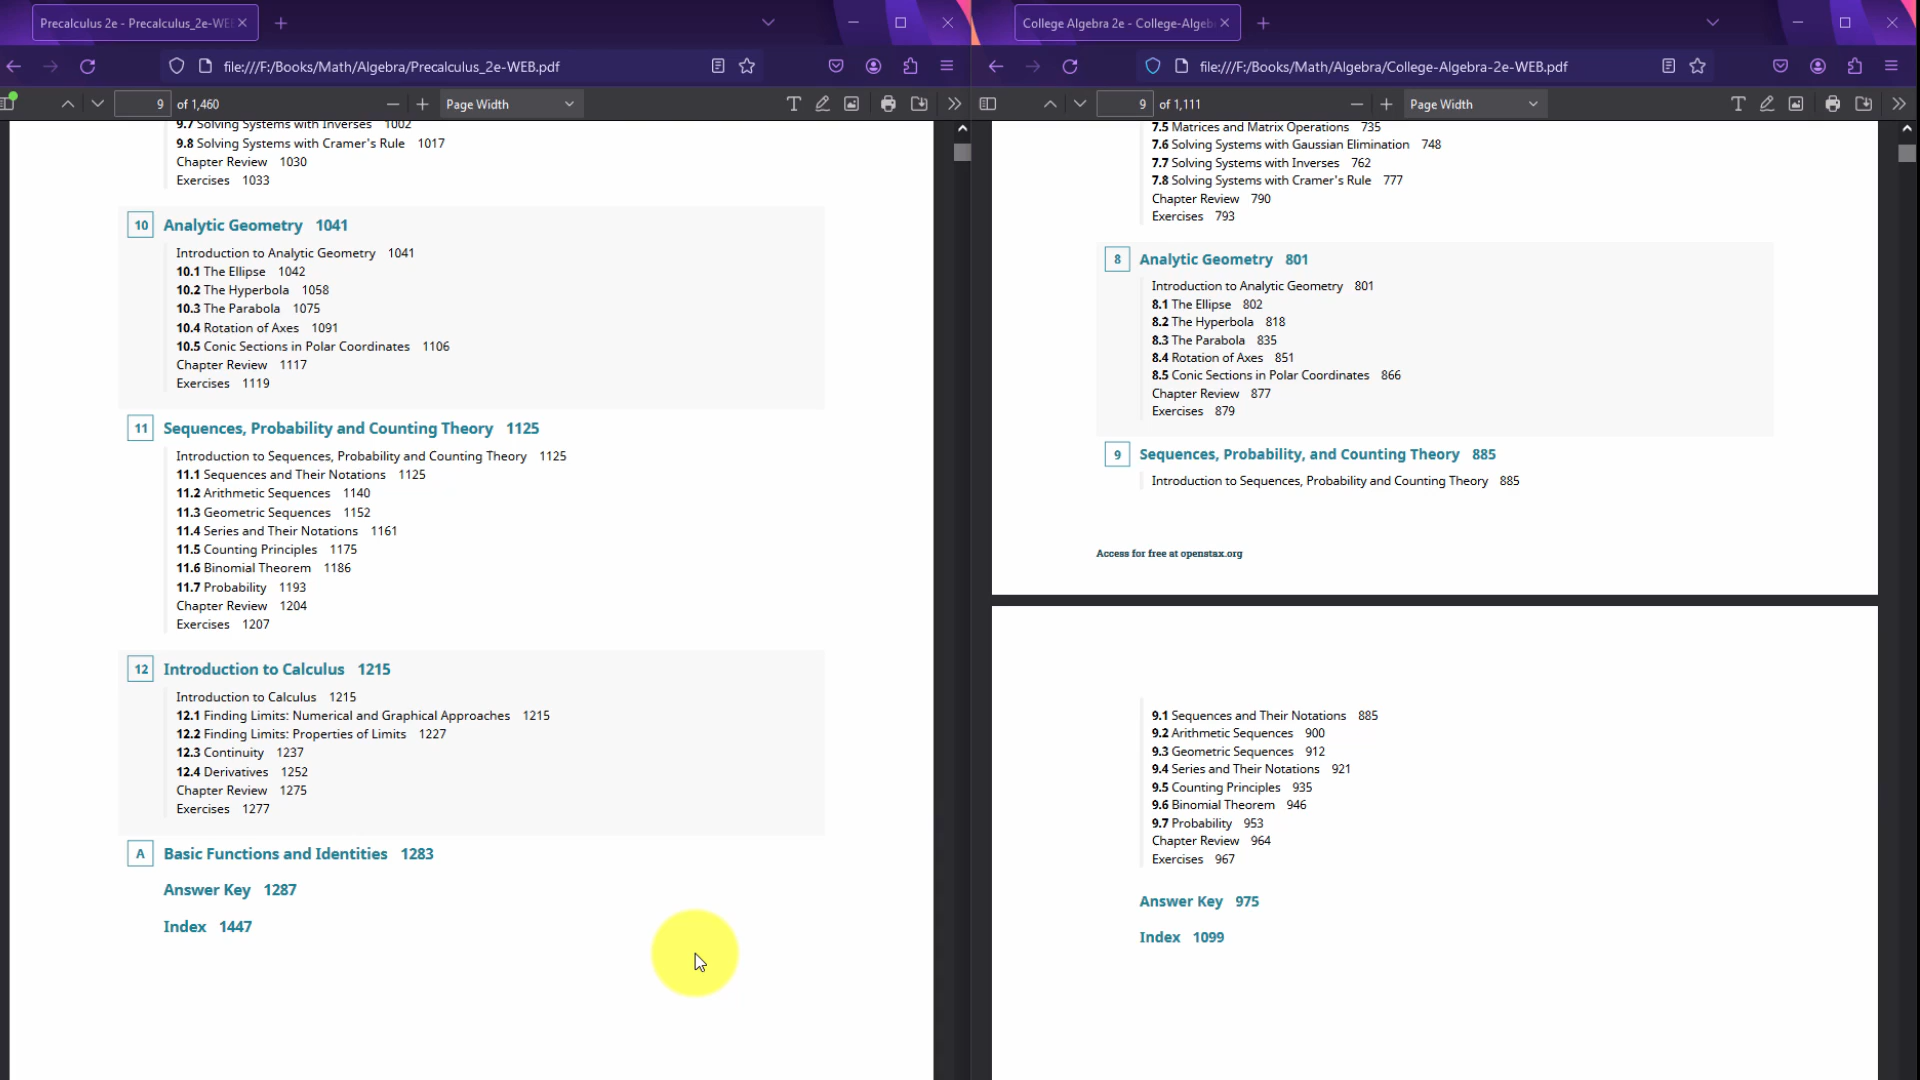 Precalculus 2e - Precalculus_2e-WE
file:///F:/Books/Math/Algebra/Precalculus_2e-WEB.pdf
9 of 1,460
Page Width
9.7 Solving Systems with Inverses 1002
9.8 Solving Systems with Cramer's Rule 1017
Chapter Review 1030
Exercises 1033
10 Analytic Geometry 1041
Introduction to Analytic Geometry 1041
10.1 The Ellipse 1042
10.2 The Hyperbola 1058
10.3 The Parabola 1075
10.4 Rotation of Axes 1091
10.5 Conic Sections in Polar Coordinates 1106
Chapter Review 1117
Exercises 1119
11 Sequences, Probability and Counting Theory 1125
Introduction to Sequences, Probability and Counting Theory 1125
11.1 Sequences and Their Notations 1125
11.2 Arithmetic Sequences 1140
11.3 Geometric Sequences 1152
11.4 Series and Their Notations 1161
11.5 Counting Principles 1175
11.6 Binomial Theorem 1186
11.7 Probability 1193
Chapter Review 1204
Exercises 1207
12 Introduction to Calculus 1215
Introduction to Calculus 1215
12.1 Finding Limits: Numerical and Graphical Approaches 1215
12.2 Finding Limits: Properties of Limits 1227
12.3 Continuity 1237
12.4 Derivatives 1252
Chapter Review 1275
Exercises 1277
A Basic Functions and Identities 1283
Answer Key 1287
Index 1447
College Algebra 2e - College-Algeb
file:///F:/Books/Math/Algebra/College-Algebra-2e-WEB.pdf
9 of 1,111
Page Width
7.5 Matrices and Matrix Operations 735
7.6 Solving Systems with Gaussian Elimination 748
7.7 Solving Systems with Inverses 762
7.8 Solving Systems with Cramer's Rule 777
Chapter Review 790
Exercises 793
8 Analytic Geometry 801
Introduction to Analytic Geometry 801
8.1 The Ellipse 802
8.2 The Hyperbola 818
8.3 The Parabola 835
8.4 Rotation of Axes 851
8.5 Conic Sections in Polar Coordinates 866
Chapter Review 877
Exercises 879
9 Sequences, Probability, and Counting Theory 885
Introduction to Sequences, Probability and Counting Theory 885
Access for free at openstax.org
9.1 Sequences and Their Notations 885
9.2 Arithmetic Sequences 900
9.3 Geometric Sequences 912
9.4 Series and Their Notations 921
9.5 Counting Principles 935
9.6 Binomial Theorem 946
9.7 Probability 953
Chapter Review 964
Exercises 967
Answer Key 975
Index 1099